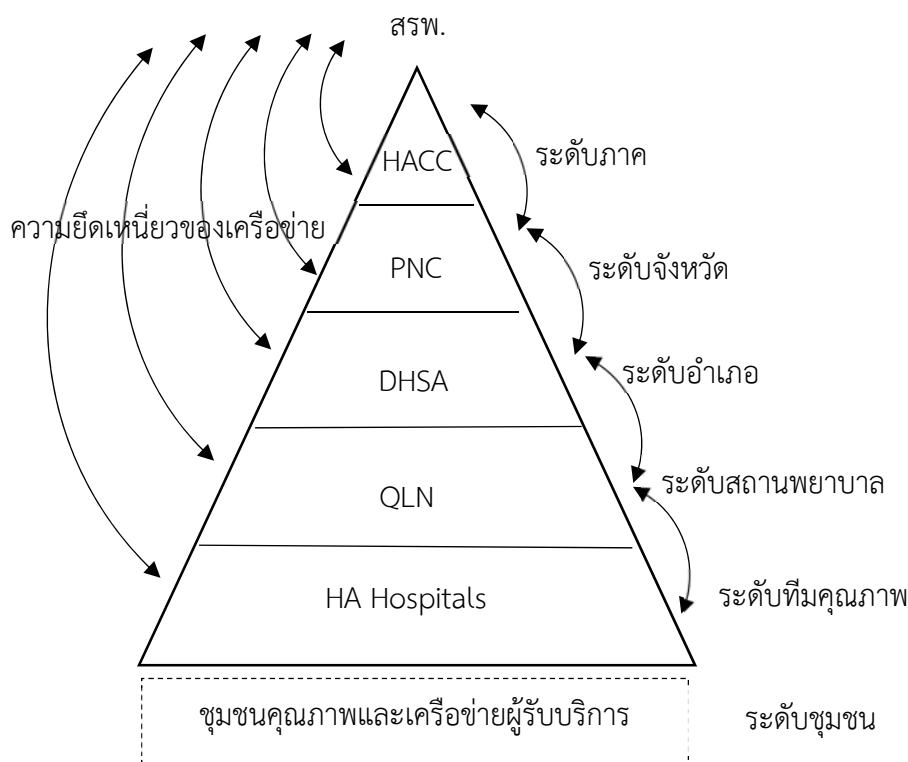 สรพ.
HACC
ระดับภาค
ความยึดเหนี่ยวของเครือข่าย
PNC
ระดับจังหวัด
DHSA
ระดับอำเภอ
QLN
ระดับสถานพยาบาล
HA Hospitals
ระดับทีมคุณภาพ
ชุมชนคุณภาพและเครือข่ายผู้รับบริการ
ระดับชุมชน